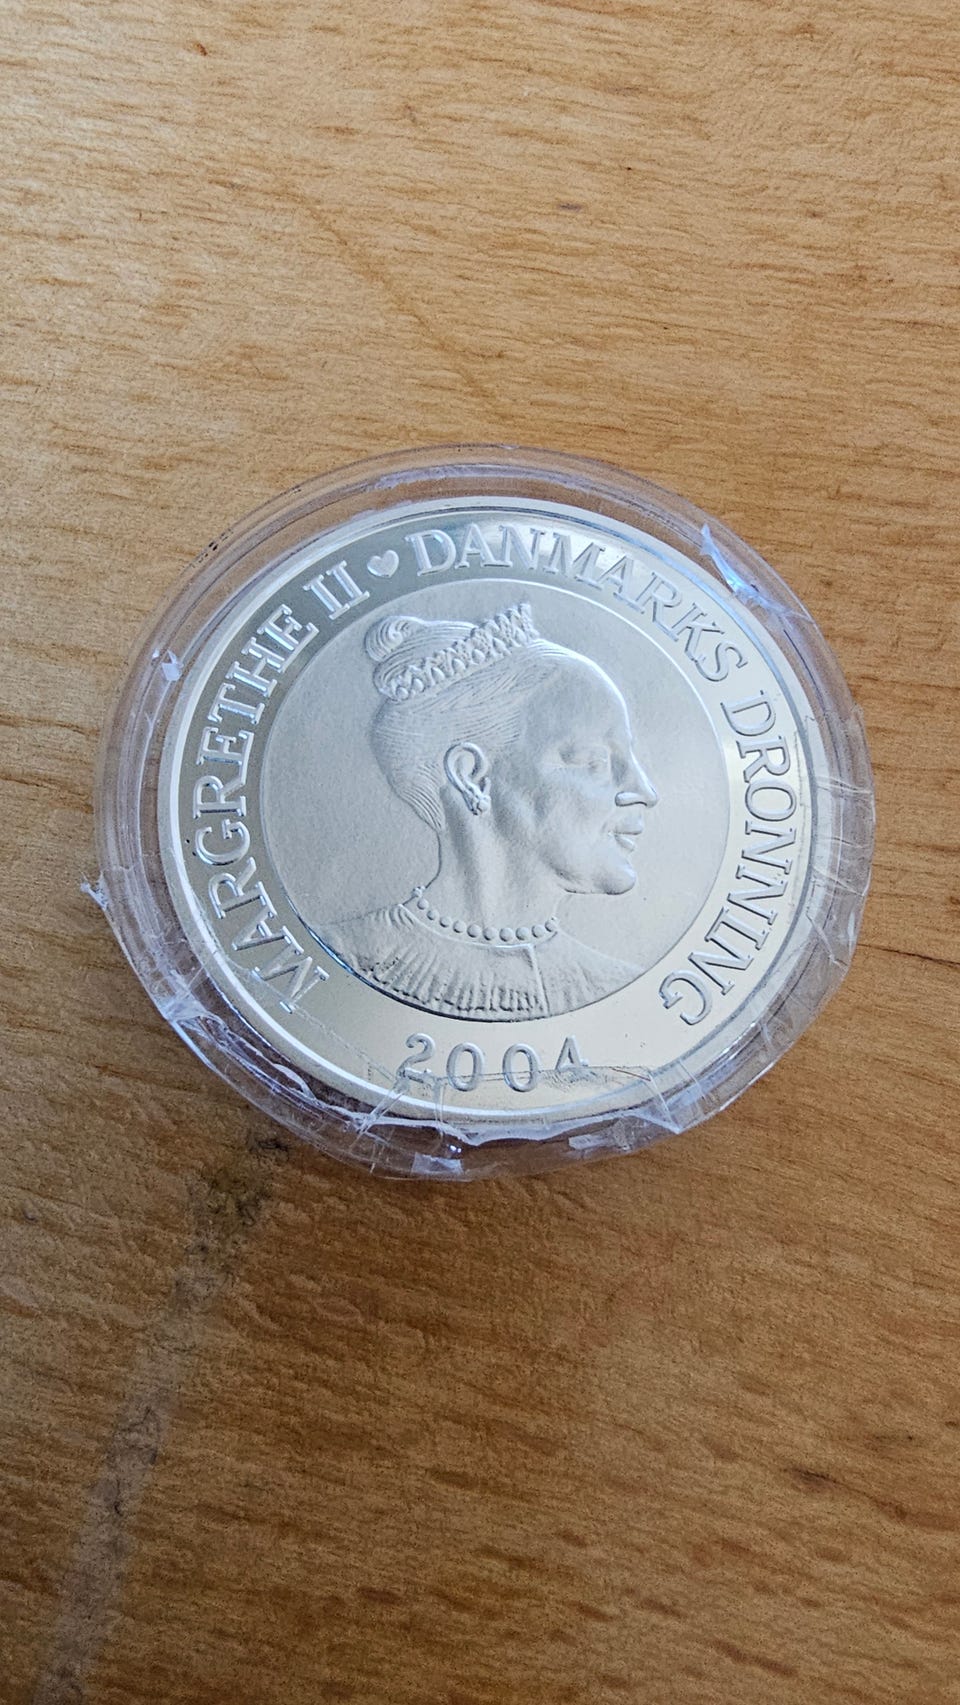 MARGRETHE II ♥ DANMARKS DRONNING
2004